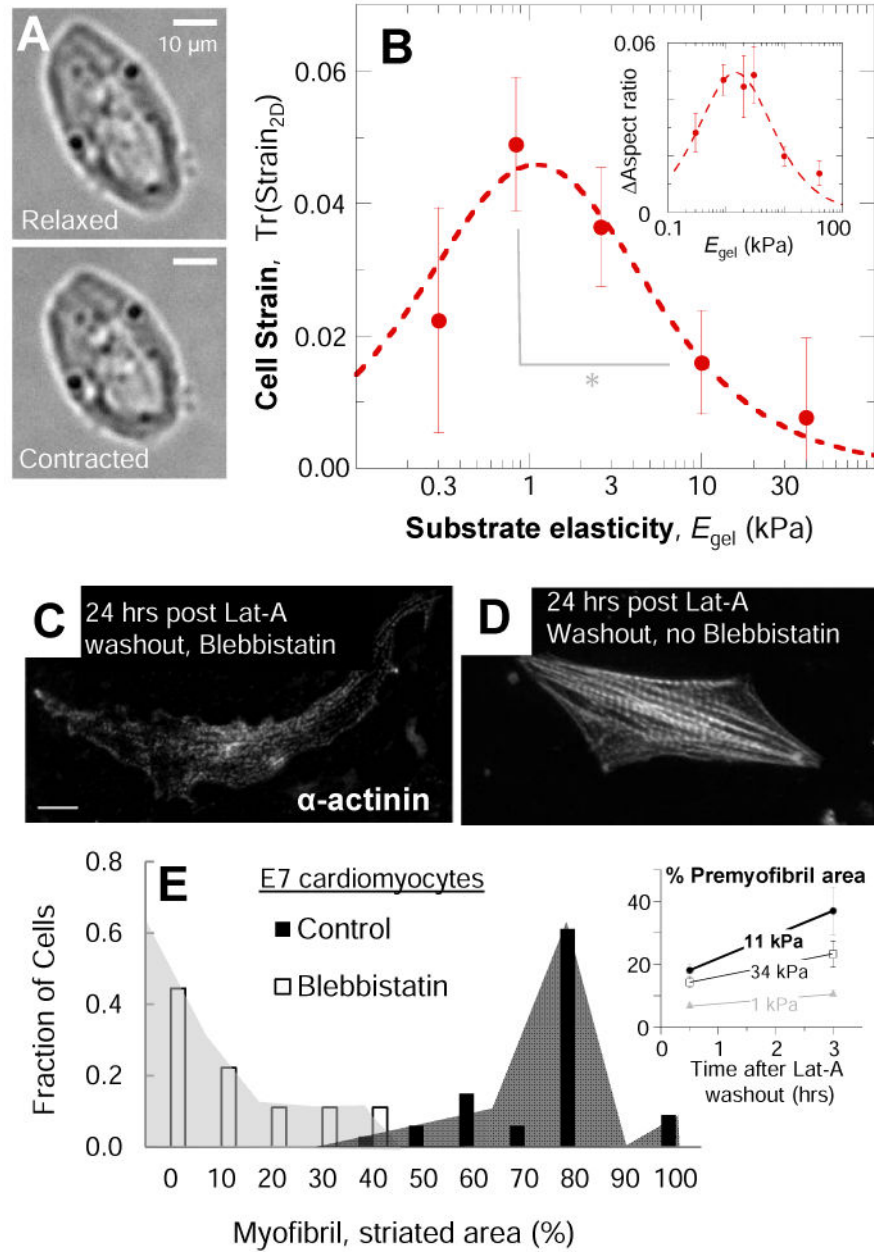 A
10 µm
Relaxed
Contracted
B
Cell Strain, Tr(Strain2D)
0.06
0.04
0.02
0.00
0.3
1
3
10
30
Substrate elasticity, Egel (kPa)
*
0.06
0
ΔAspect ratio
0.1
100
Egel (kPa)
C
24 hrs post Lat-A
washout, Blebbistatin
α-actinin
D
24 hrs post Lat-A
Washout, no Blebbistatin
E
E7 cardiomyocytes
Control
Blebbistatin
Fraction of Cells
0.8
0.6
0.4
0.2
0.0
0 10 20 30 40 50 60 70 80 90 100
Myofibril, striated area (%)
% Premyofibril area
40
20
0
11 kPa
34 kPa
1 kPa
0 1 2 3
Time after Lat-A
washout (hrs)